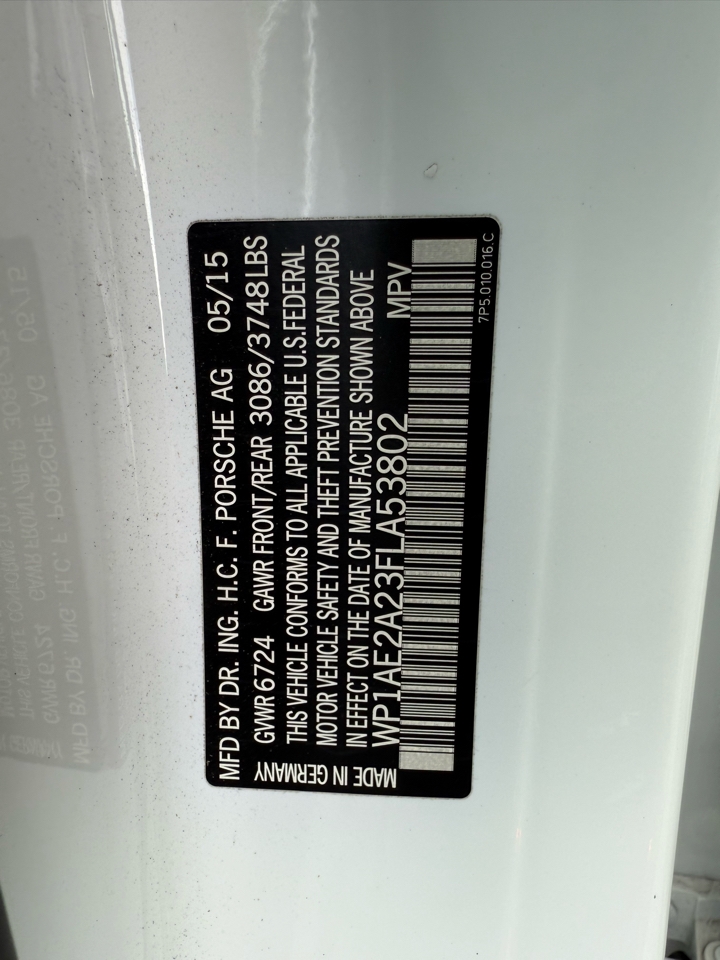 MFD BY DR. ING. H.C. F. PORSCHE AG 05/15
GWR 6724 GAWR FRONT/REAR 3086/3748LBS
THIS VEHICLE CONFORMS TO ALL APPLICABLE U.S.FEDERAL
MOTOR VEHICLE SAFETY AND THEFT PREVENTION STANDARDS
IN EFFECT ON THE DATE OF MANUFACTURE SHOWN ABOVE
WP1AE2A23FLA53802 MPV
MADE IN GERMANY
7P5.010.016.C